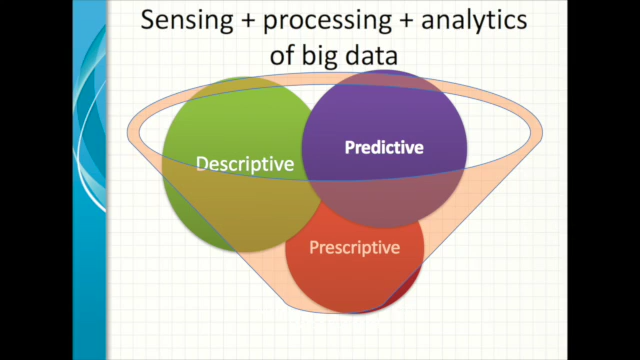 Sensing + processing + analytics
of big data
Predictive
Descriptive
Prescriptive